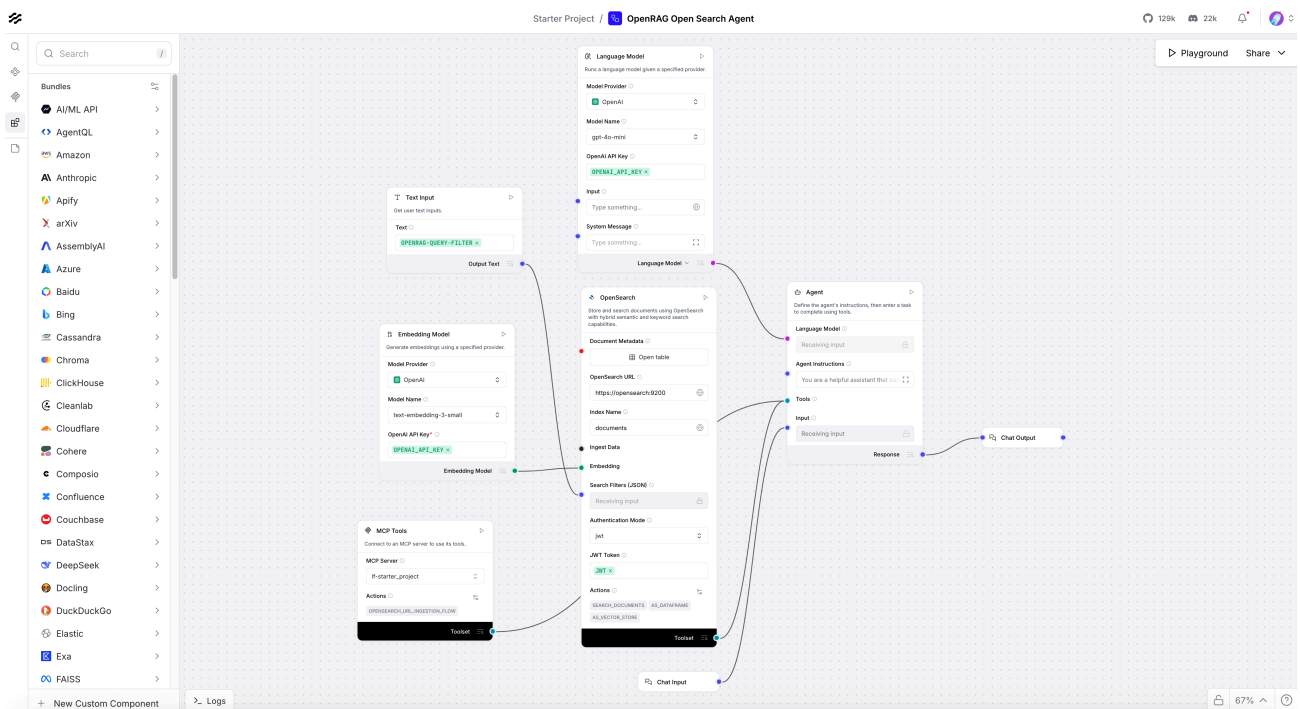 Starter Project / OpenRAG Open Search Agent
129k
22k
Search /
Playground
Share
Bundles
AI/ML API
AgentQL
aws Amazon
Anthropic
Apify
arXiv
AssemblyAI
Azure
Baidu
Bing
Cassandra
Chroma
ClickHouse
Cleanlab
Cloudflare
Cohere
Composio
Confluence
Couchbase
DS DataStax
DeepSeek
Docling
DuckDuckGo
Elastic
Exa
FAISS
+ New Custom Component
>_ Logs
67%
Language Model
Runs a language model given a specified provider.
Model Provider
OpenAI
Model Name
gpt-4o-mini
OpenAI API Key
OPENAI_API_KEY ×
Input
Type something...
System Message
Type something...
Language Model
Text Input
Get user text inputs.
Text
OPENRAG-QUERY-FILTER ×
Output Text
Embedding Model
Generate embeddings using a specified provider.
Model Provider
OpenAI
Model Name
text-embedding-3-small
OpenAI API Key*
OPENAI_API_KEY ×
Embedding Model
MCP Tools
Connect to an MCP server to use its tools.
MCP Server
lf-starter_project
Actions
OPENSEARCH_URL_INGESTION_FLOW
Toolset
OpenSearch
Store and search documents using OpenSearch
with hybrid semantic and keyword search
capabilities.
Document Metadata
Open table
OpenSearch URL
https://opensearch:9200
Index Name
documents
Ingest Data
Embedding
Search Filters (JSON)
Receiving input
Authentication Mode
jwt
JWT Token
JWT ×
Actions
SEARCH_DOCUMENTS AS_DATAFRAME
AS_VECTOR_STORE
Toolset
Chat Input
Agent
Define the agent's instructions, then enter a task
to complete using tools.
Language Model
Receiving input
Agent Instructions
You are a helpful assistant that
Tools
Input
Receiving input
Response
Chat Output